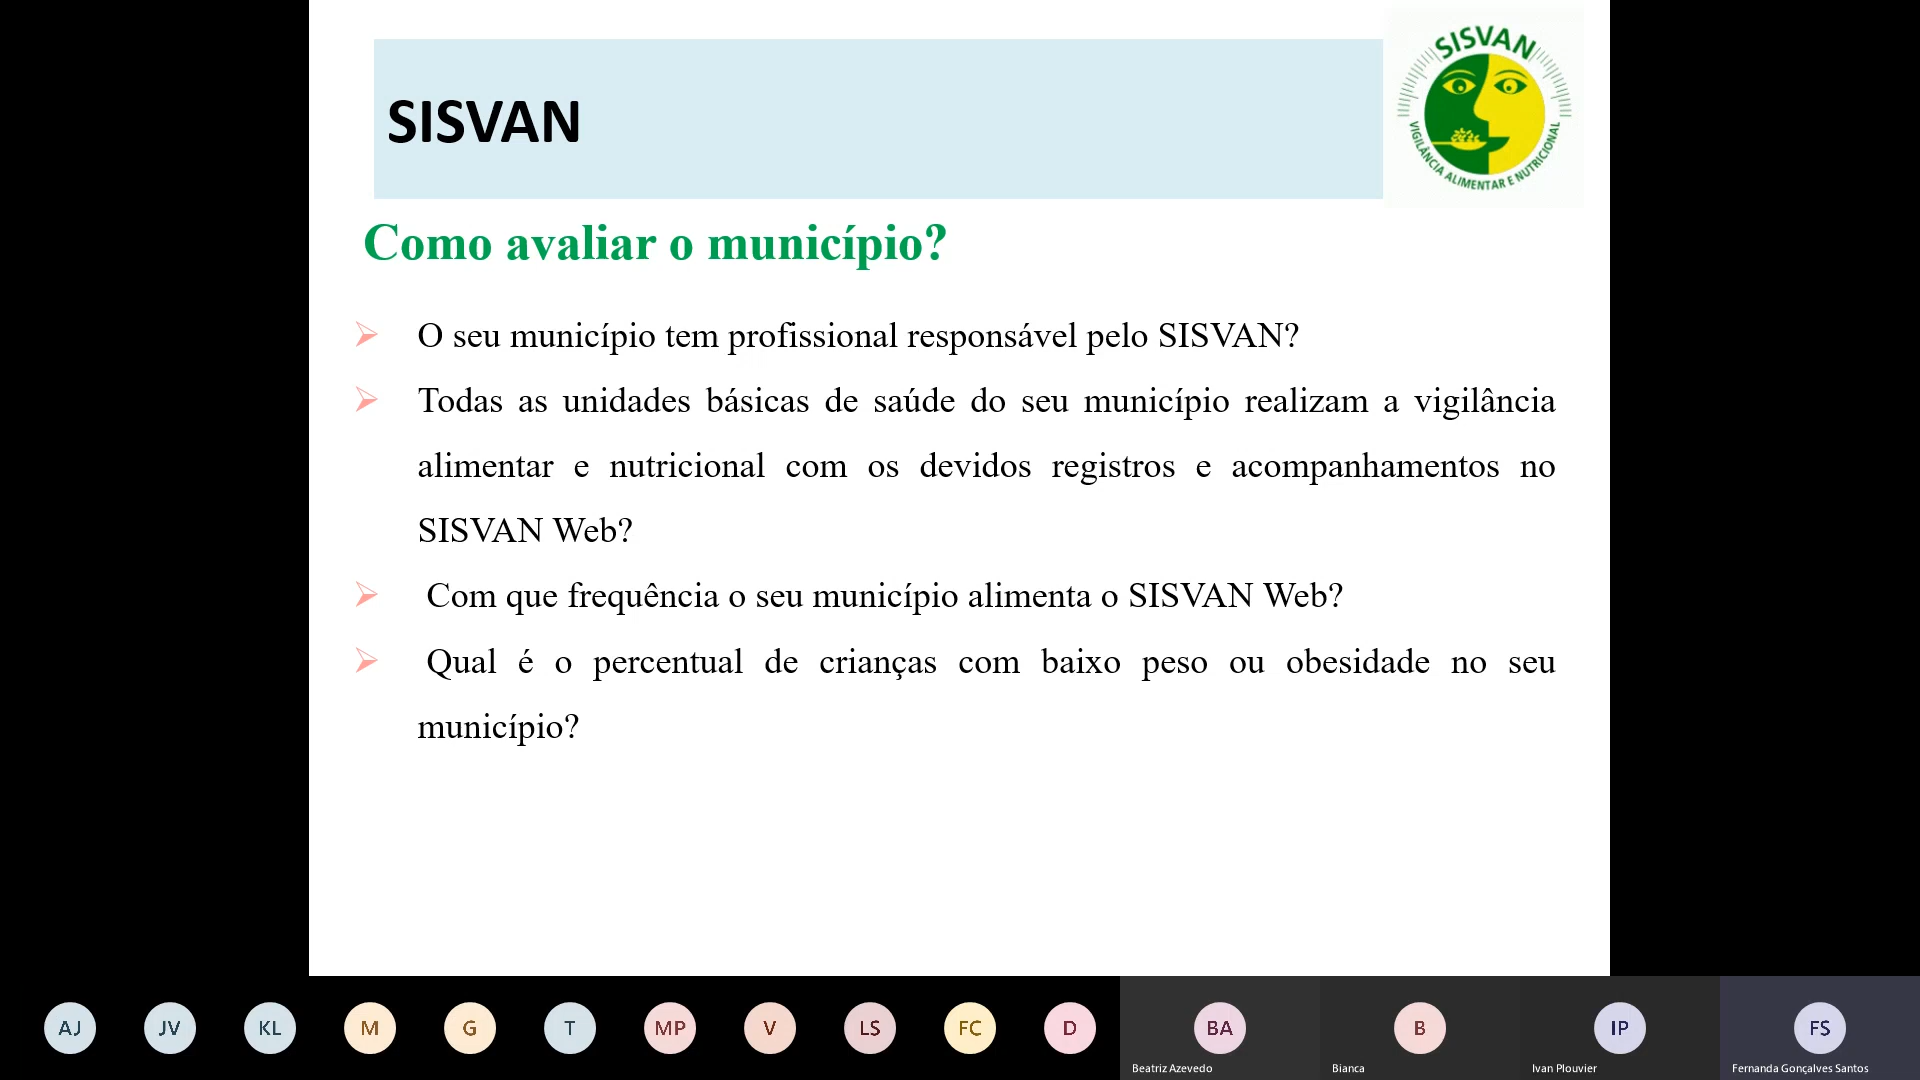 SISVAN
SISVAN
VIGILÂNCIA ALIMENTAR E NUTRICIONAL
Como avaliar o município?
O seu município tem profissional responsável pelo SISVAN?
Todas as unidades básicas de saúde do seu município realizam a vigilância
alimentar e nutricional com os devidos registros e acompanhamentos no
SISVAN Web?
Com que frequência o seu município alimenta o SISVAN Web?
Qual é o percentual de crianças com baixo peso ou obesidade no seu
município?
AJ JV KL M G T MP V LS FC D BA B IP FS
Beatriz Azevedo Bianca Ivan Plouvier Fernanda Gonçalves Santos